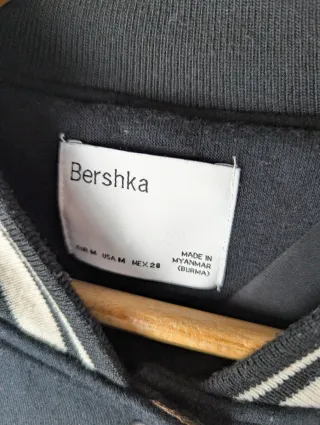 Bershka
EUR M USA M MEX 28
MADE IN
MYANMAR
(BURMA)